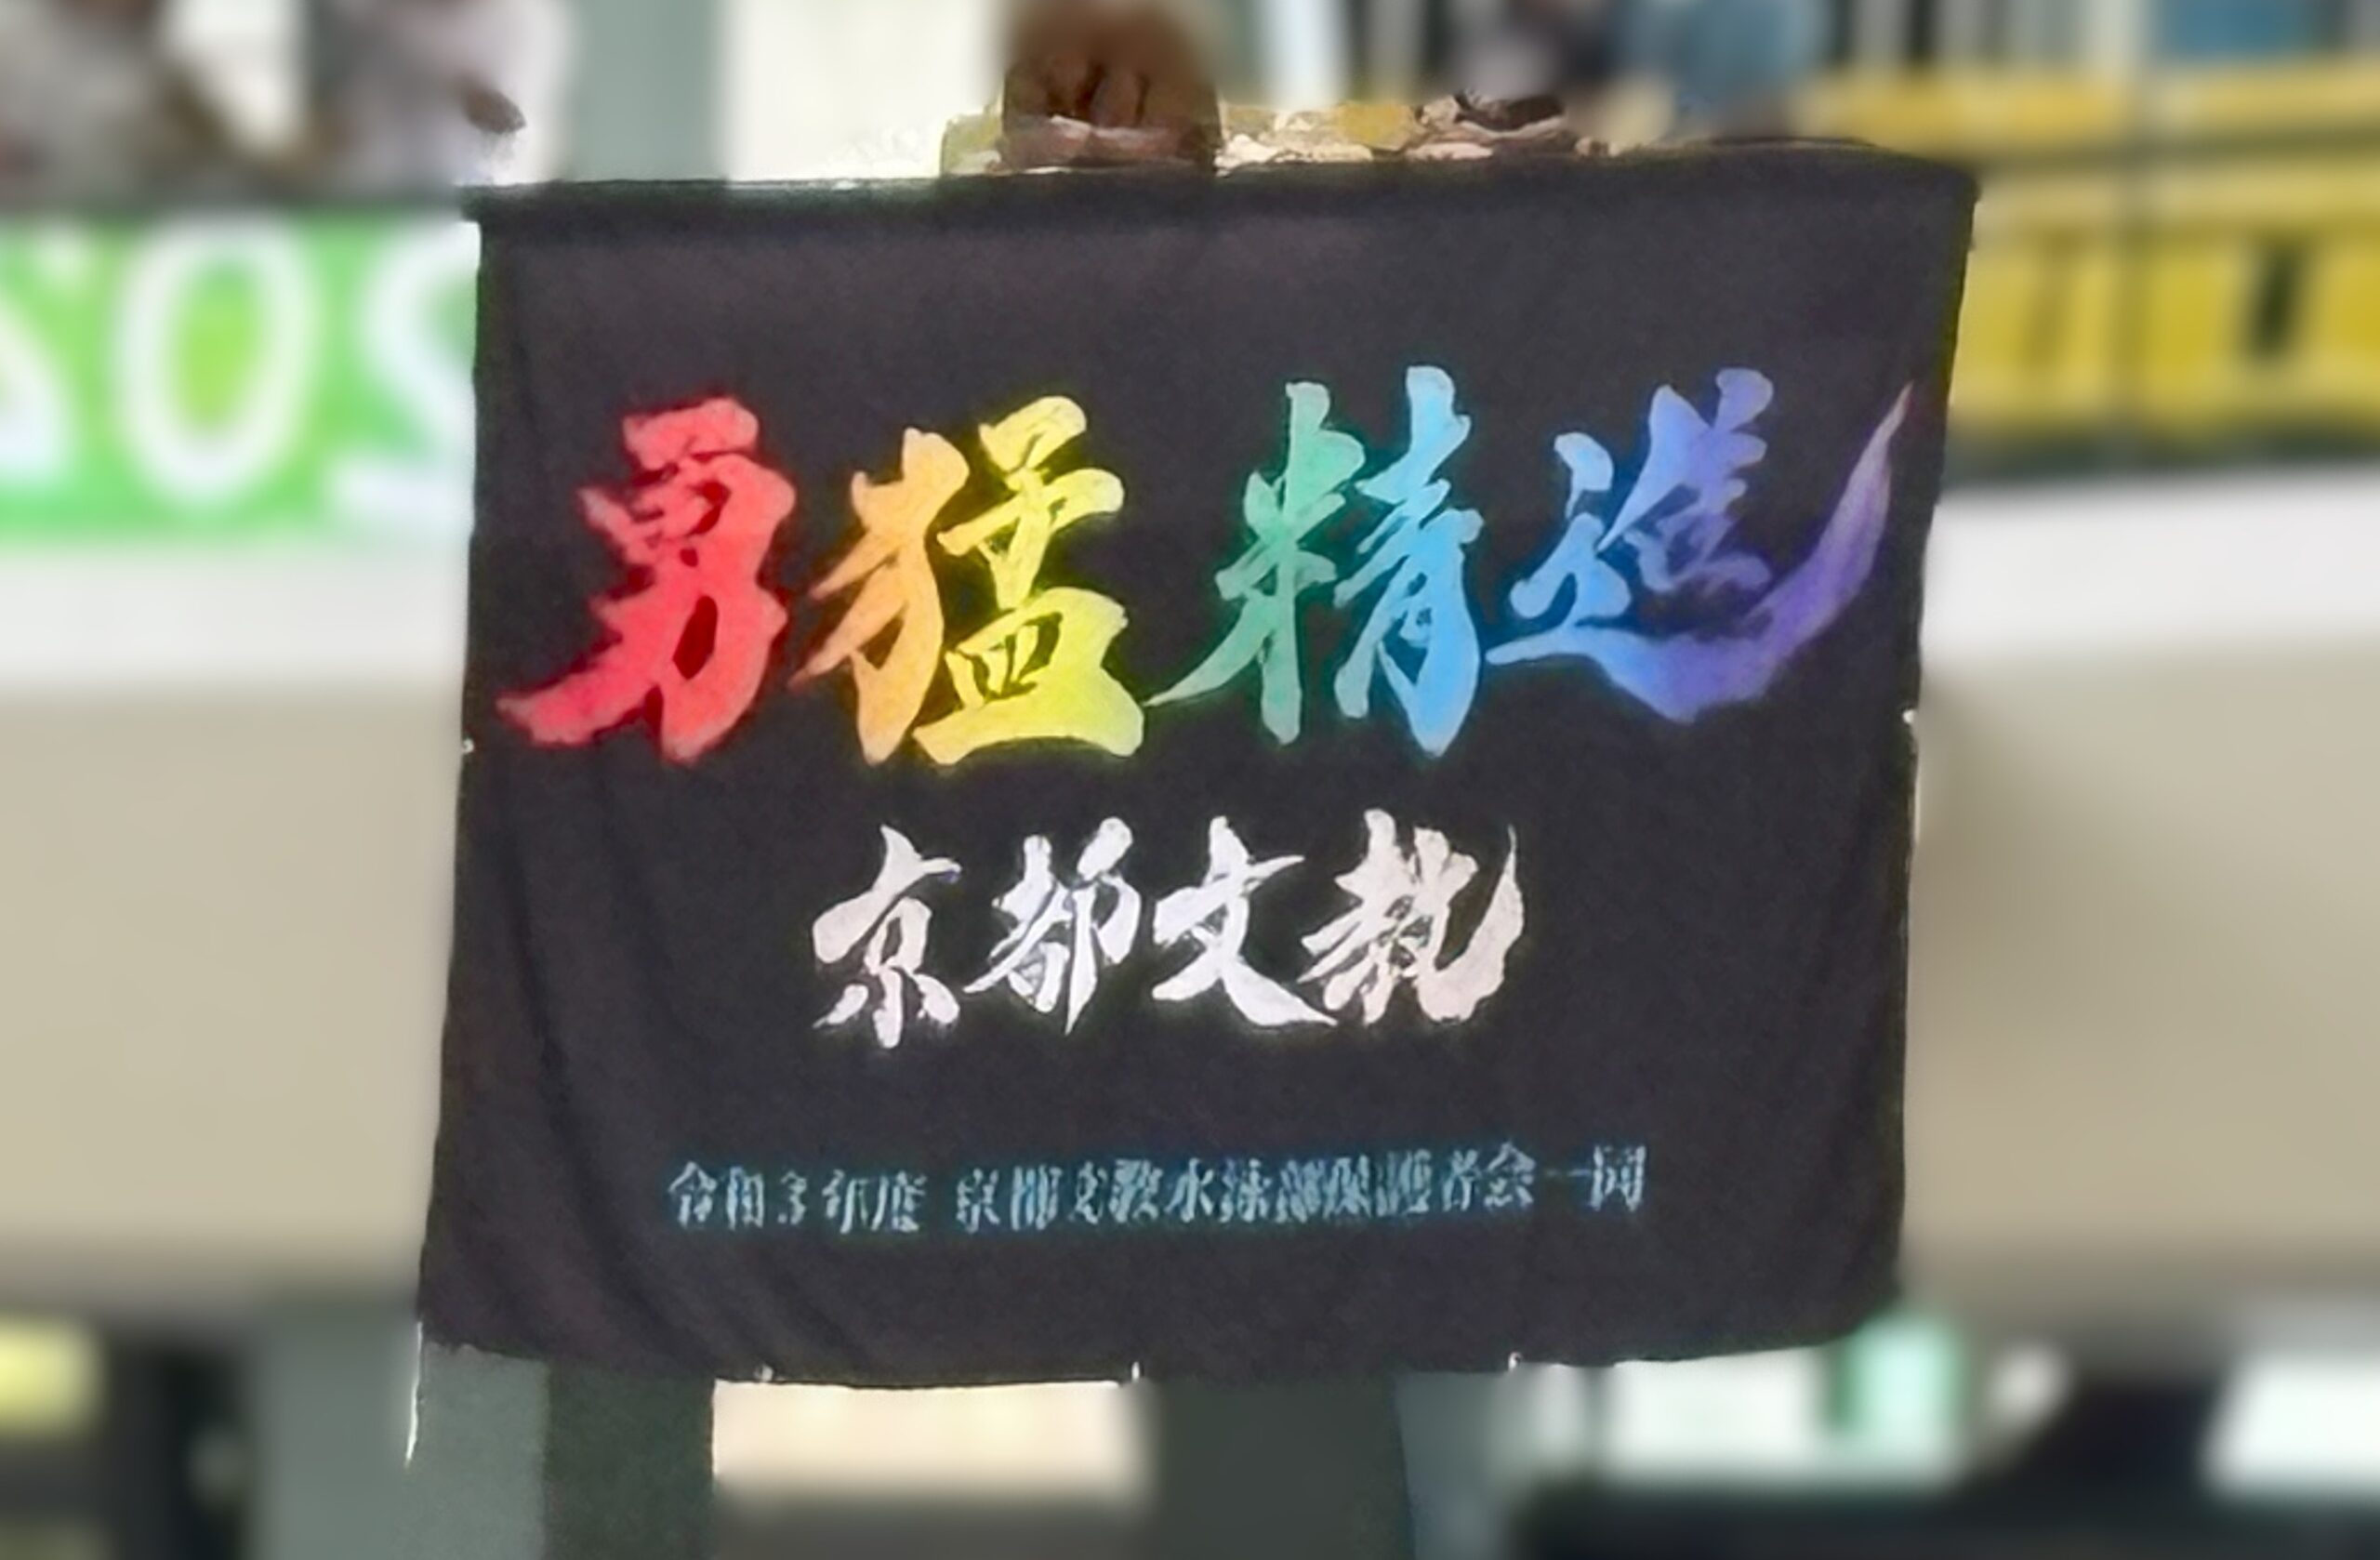 勇猛 精進
京都文教
令和3年度 京都文教水泳部保護者会一同